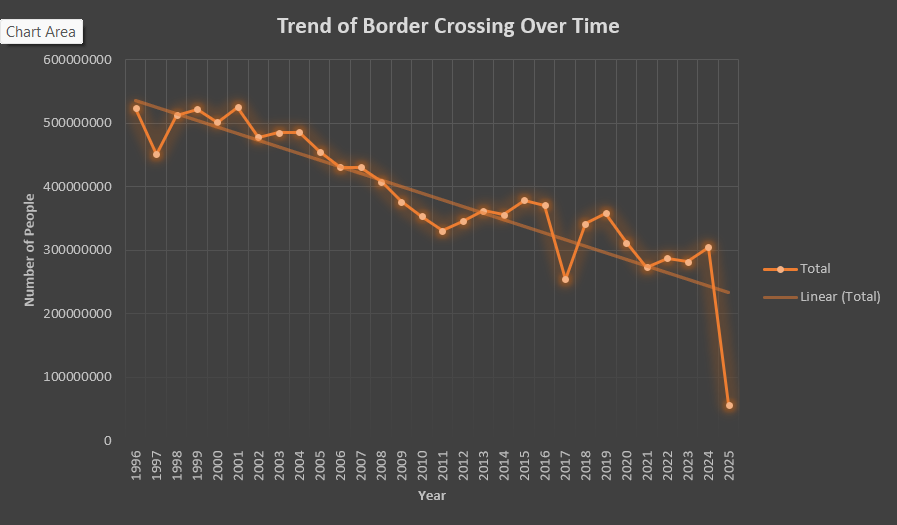 Trend of Border Crossing Over Time
Chart Area
600000000
500000000
400000000
300000000
200000000
100000000
0
Number of People
1996 1997 1998 1999 2000 2001 2002 2003 2004 2005 2006 2007 2008 2009 2010 2011 2012 2013 2014 2015 2016 2017 2018 2019 2020 2021 2022 2023 2024 2025
Year
Total
Linear (Total)